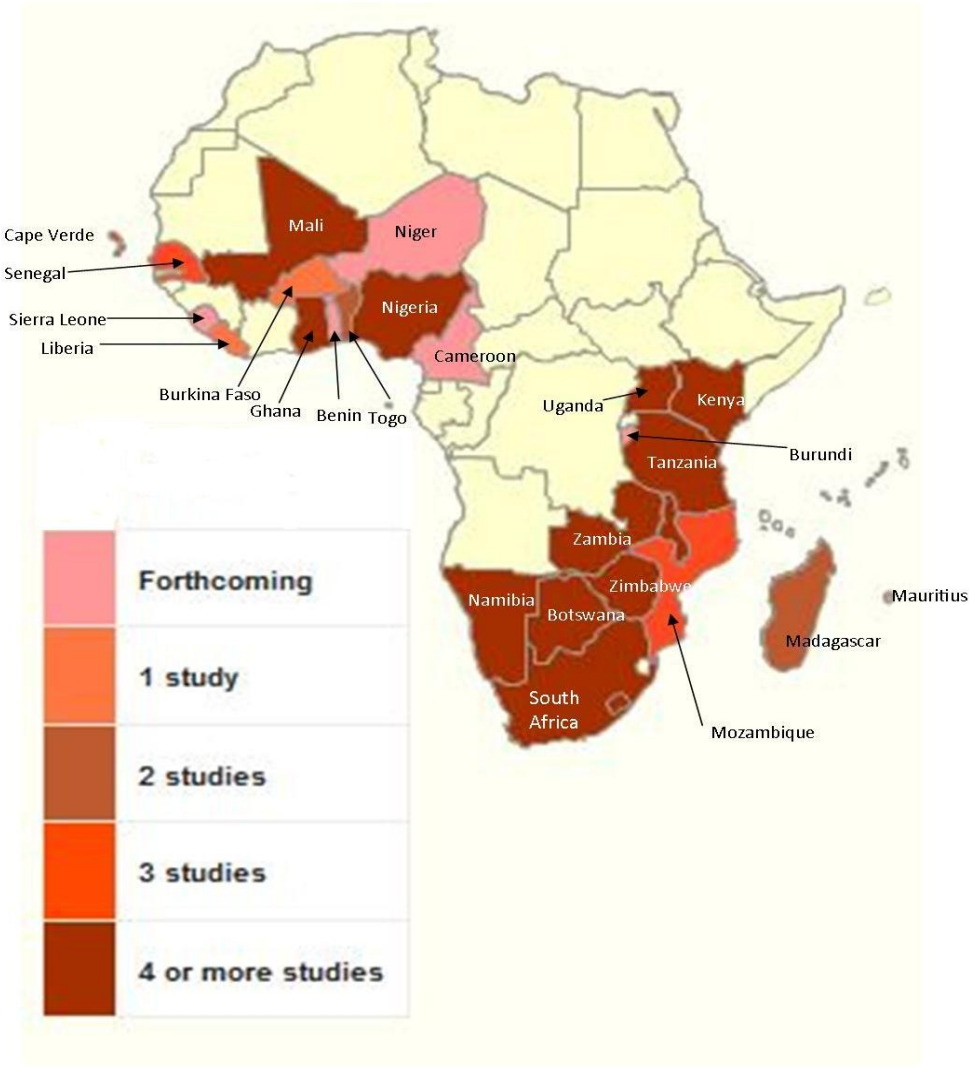 Mali
Cape Verde
Niger
Senegal
Nigeria
Sierra Leone
Liberia
Cameroon
Burkina Faso
Ghana
Benin
Togo
Uganda
Kenya
Burundi
Tanzania
Zambia
Zimbabwe
Namibia
Botswana
Mauritius
Madagascar
South
Africa
Mozambique
Forthcoming
1 study
2 studies
3 studies
4 or more studies